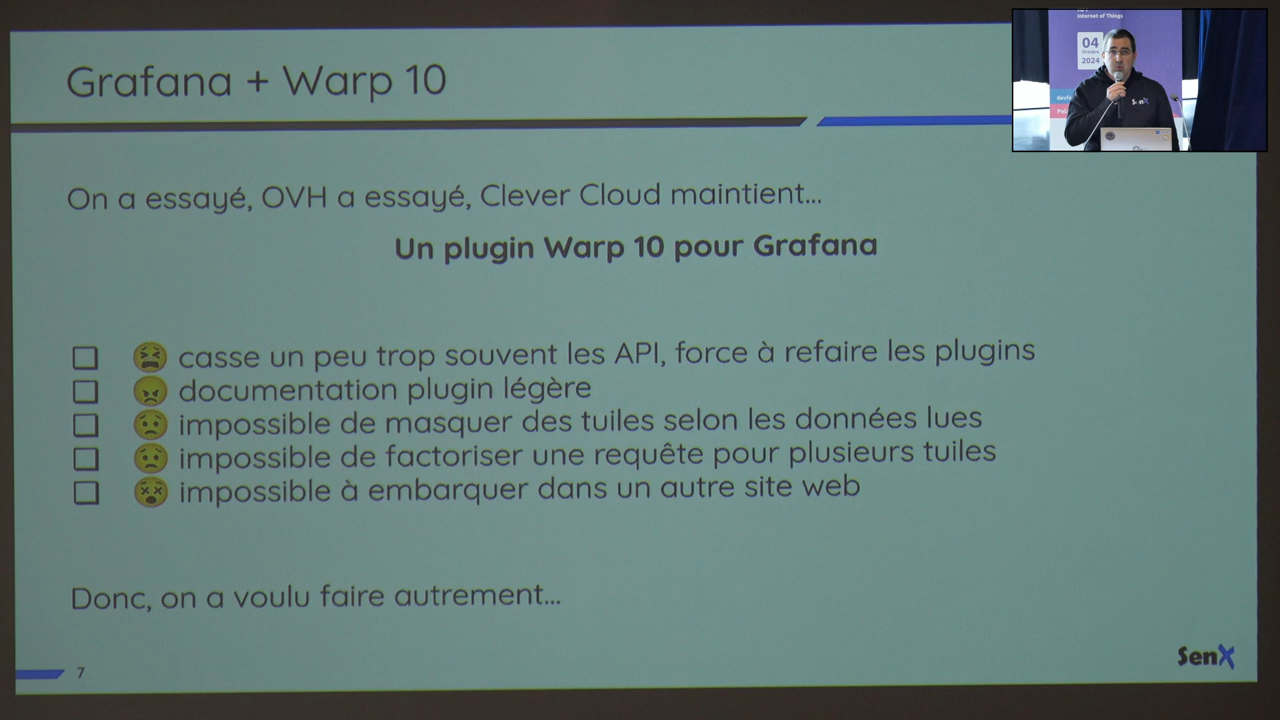 Grafana + Warp 10
Internet of Things
04
Octobre
2024
SenX
On a essayé, OVH a essayé, Clever Cloud maintient...
Un plugin Warp 10 pour Grafana
casse un peu trop souvent les API, force à refaire les plugins
documentation plugin légère
impossible de masquer des tuiles selon les données lues
impossible de factoriser une requête pour plusieurs tuiles
impossible à embarquer dans un autre site web
Donc, on a voulu faire autrement...
7
SenX